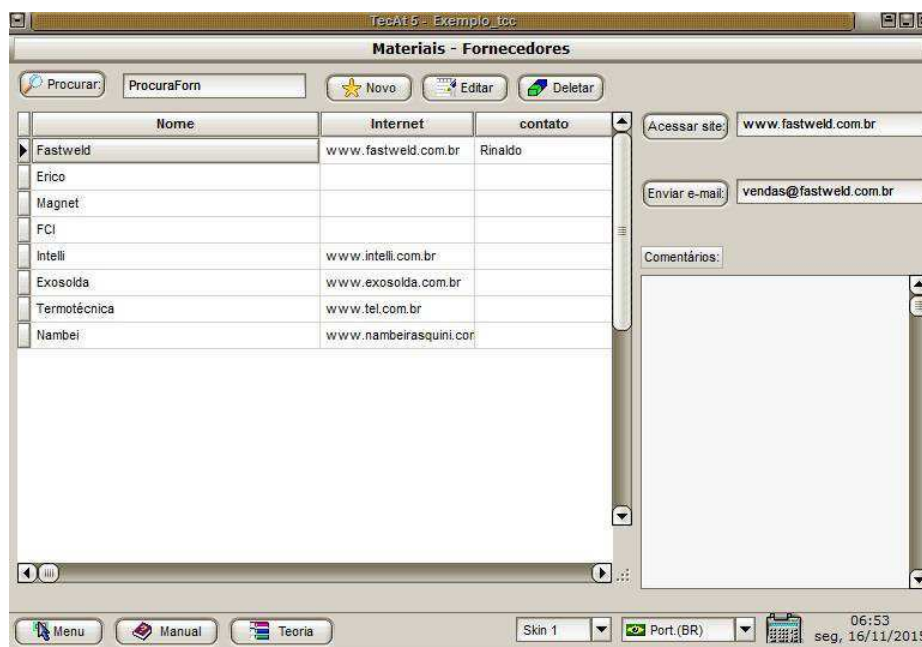 TecAt 5 - Exemplo_tcc
Materiais - Fornecedores
Procurar: ProcuraForn Novo Editar Deletar
Nome Internet contato
Fastweld www.fastweld.com.br Rinaldo
Erico
Magnet
FCI
Intelli www.intelli.com.br
Exosolda www.exosolda.com.br
Termotécnica www.tel.com.br
Nambei www.nambeirasquini.cor
Acessar site: www.fastweld.com.br
Enviar e-mail: vendas@fastweld.com.br
Comentários:
Menu Manual Teoria Skin 1 Port.(BR) 06:53
seg, 16/11/2015